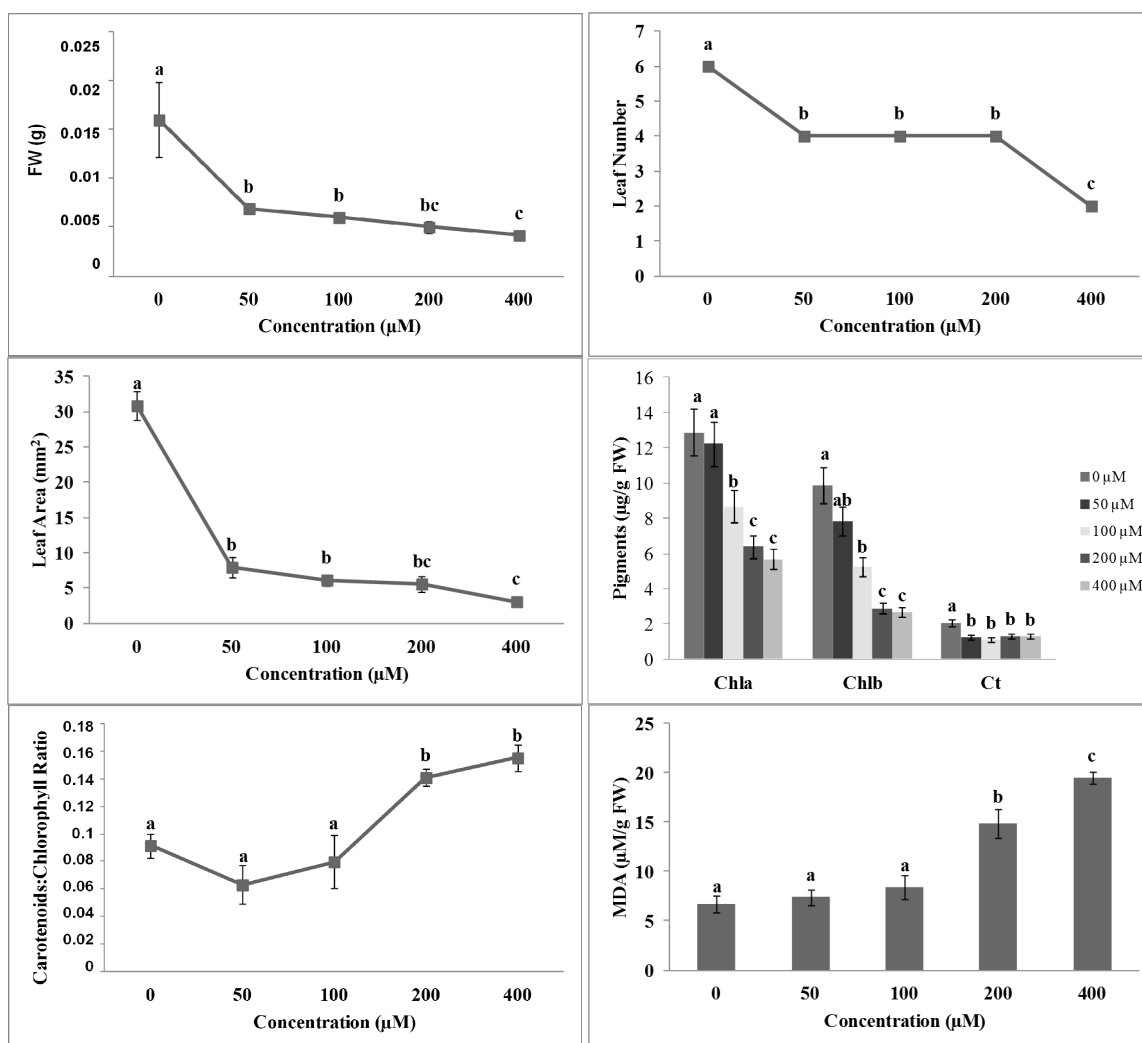 FW (g)
0.025
0.02
0.015
0.01
0.005
0
a
b
b
bc
c
0 50 100 200 400
Concentration (µM)
Leaf Number
7
6
5
4
3
2
1
0
a
b
b
b
c
0 50 100 200 400
Concentration (µM)
Leaf Area (mm²)
35
30
25
20
15
10
5
0
a
b
b
bc
c
0 50 100 200 400
Concentration (µM)
Pigments (µg/g FW)
16
14
12
10
8
6
4
2
0
a a b c c
a ab b c c
a b b b b
Chla Chlb Ct
0 µM
50 µM
100 µM
200 µM
400 µM
Carotenoids:Chlorophyll Ratio
0.18
0.16
0.14
0.12
0.1
0.08
0.06
0.04
0.02
0
a
a
a
b
b
0 50 100 200 400
Concentration (µM)
MDA (µM/g FW)
25
20
15
10
5
0
a
a
a
b
c
0 50 100 200 400
Concentration (µM)